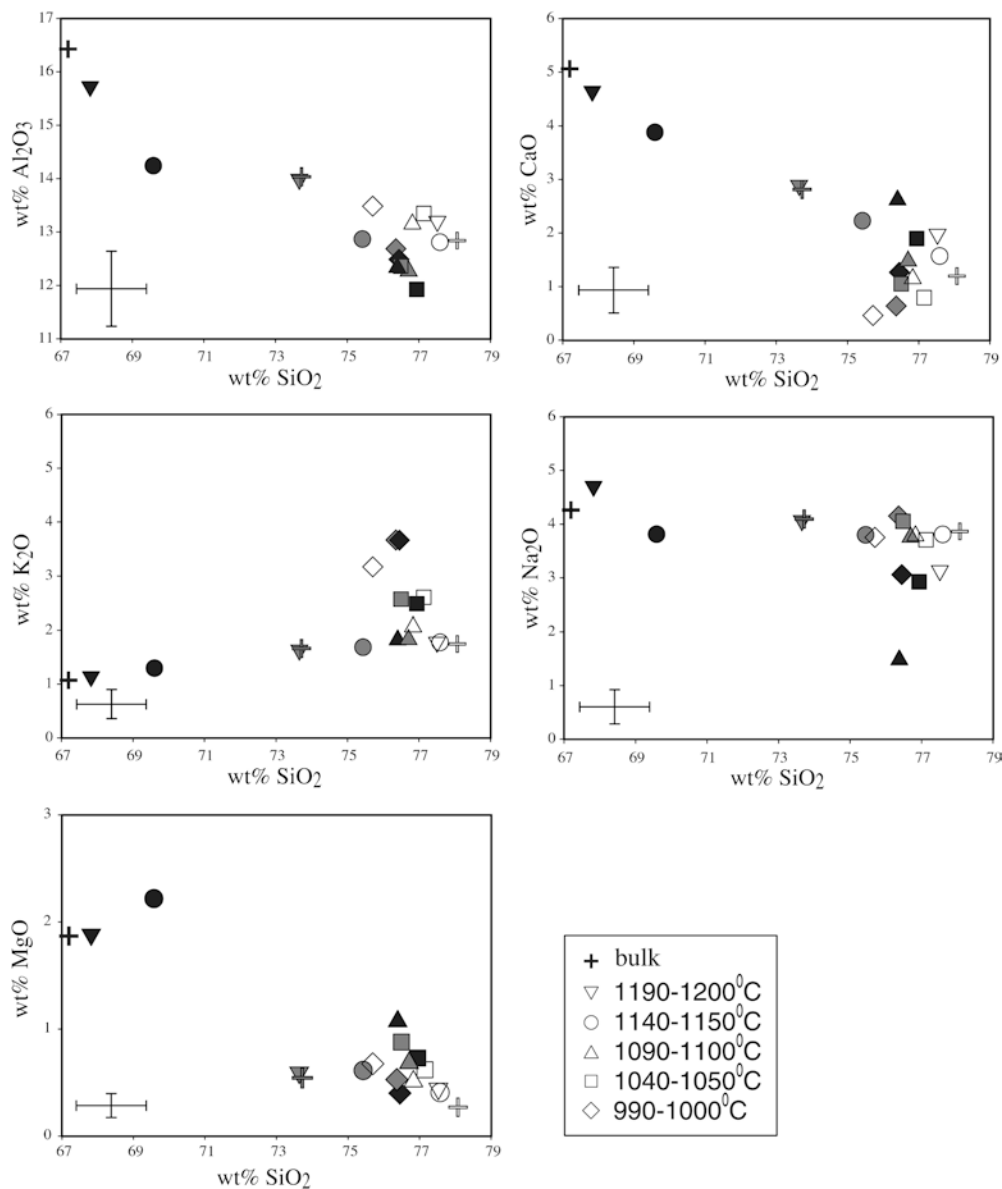 17
16
15
14
13
12
11
wt% Al₂O₃
67 69 71 73 75 77 79
wt% SiO₂
6
5
4
3
2
1
0
wt% CaO
67 69 71 73 75 77 79
wt% SiO₂
6
5
4
3
2
1
0
wt% K₂O
67 69 71 73 75 77 79
wt% SiO₂
6
5
4
3
2
1
0
wt% Na₂O
67 69 71 73 75 77 79
wt% SiO₂
3
2
1
0
wt% MgO
67 69 71 73 75 77 79
wt% SiO₂
bulk
1190-1200⁰C
1140-1150⁰C
1090-1100⁰C
1040-1050⁰C
990-1000⁰C